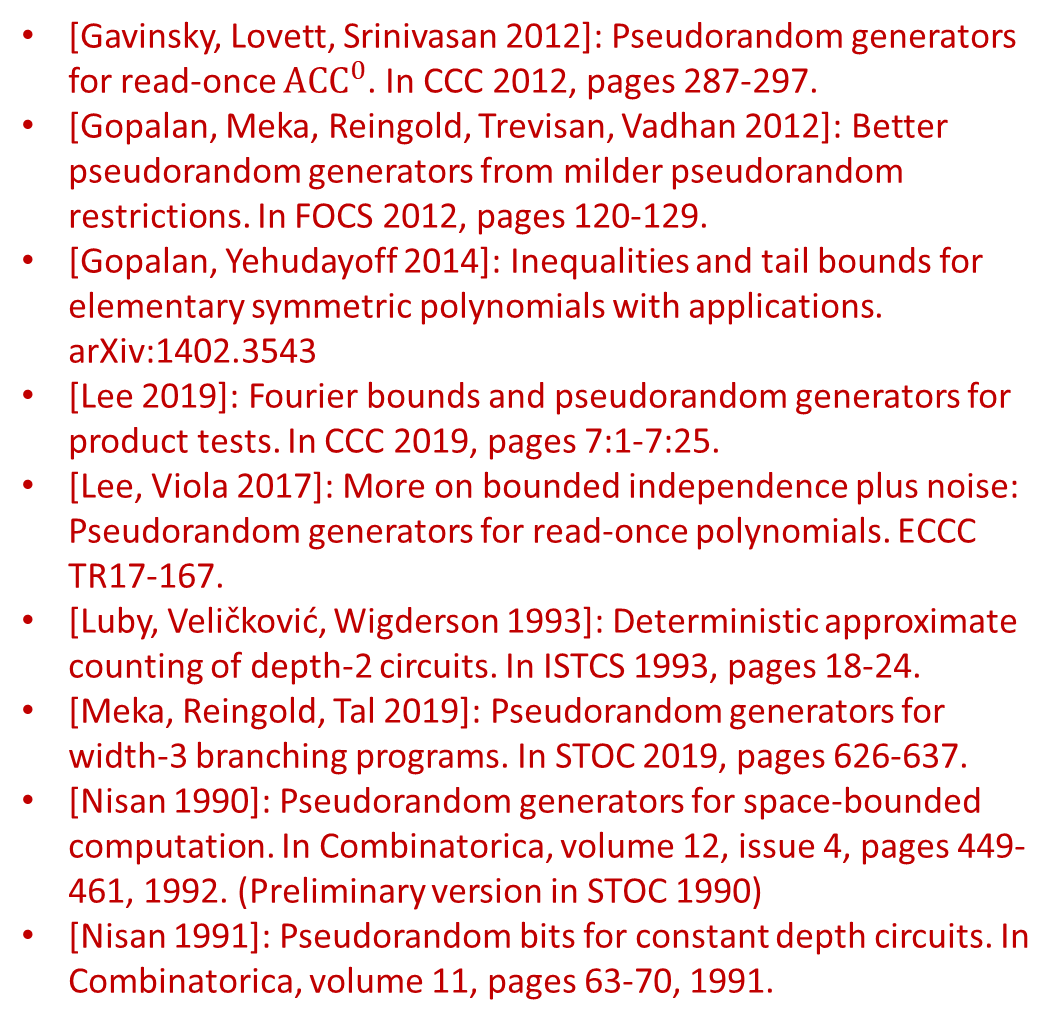 • [Gavinsky, Lovett, Srinivasan 2012]: Pseudorandom generators
for read-once ACC⁰. In CCC 2012, pages 287-297.
• [Gopalan, Meka, Reingold, Trevisan, Vadhan 2012]: Better
pseudorandom generators from milder pseudorandom
restrictions. In FOCS 2012, pages 120-129.
• [Gopalan, Yehudayoff 2014]: Inequalities and tail bounds for
elementary symmetric polynomials with applications.
arXiv:1402.3543
• [Lee 2019]: Fourier bounds and pseudorandom generators for
product tests. In CCC 2019, pages 7:1-7:25.
• [Lee, Viola 2017]: More on bounded independence plus noise:
Pseudorandom generators for read-once polynomials. ECCC
TR17-167.
• [Luby, Veličković, Wigderson 1993]: Deterministic approximate
counting of depth-2 circuits. In ISTCS 1993, pages 18-24.
• [Meka, Reingold, Tal 2019]: Pseudorandom generators for
width-3 branching programs. In STOC 2019, pages 626-637.
• [Nisan 1990]: Pseudorandom generators for space-bounded
computation. In Combinatorica, volume 12, issue 4, pages 449-
461, 1992. (Preliminary version in STOC 1990)
• [Nisan 1991]: Pseudorandom bits for constant depth circuits. In
Combinatorica, volume 11, pages 63-70, 1991.